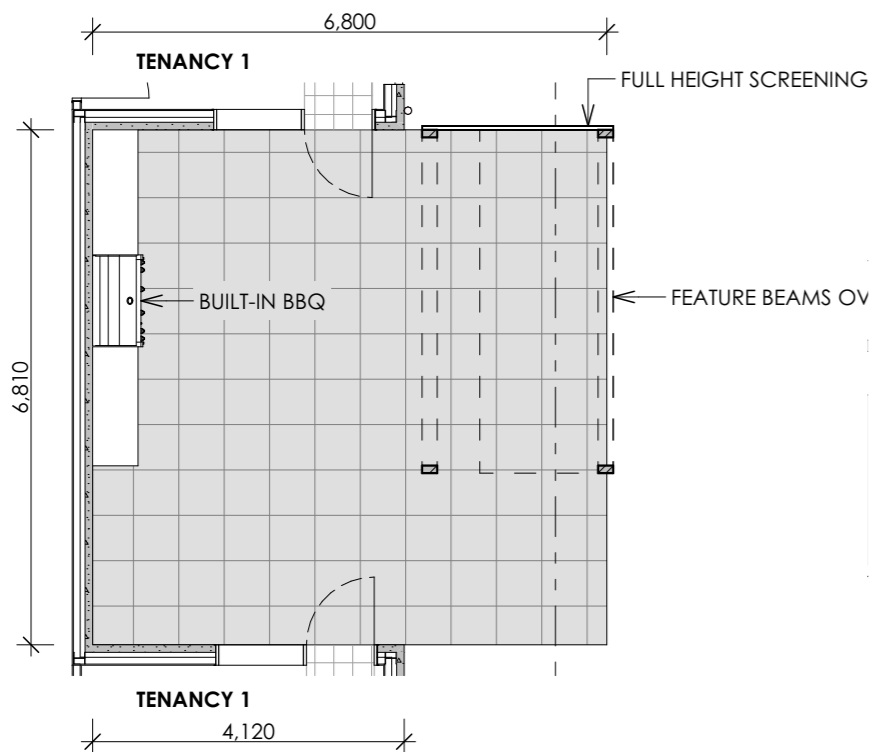 6,800
TENANCY 1
FULL HEIGHT SCREENING
BUILT-IN BBQ
FEATURE BEAMS OV
6,810
TENANCY 1
4,120